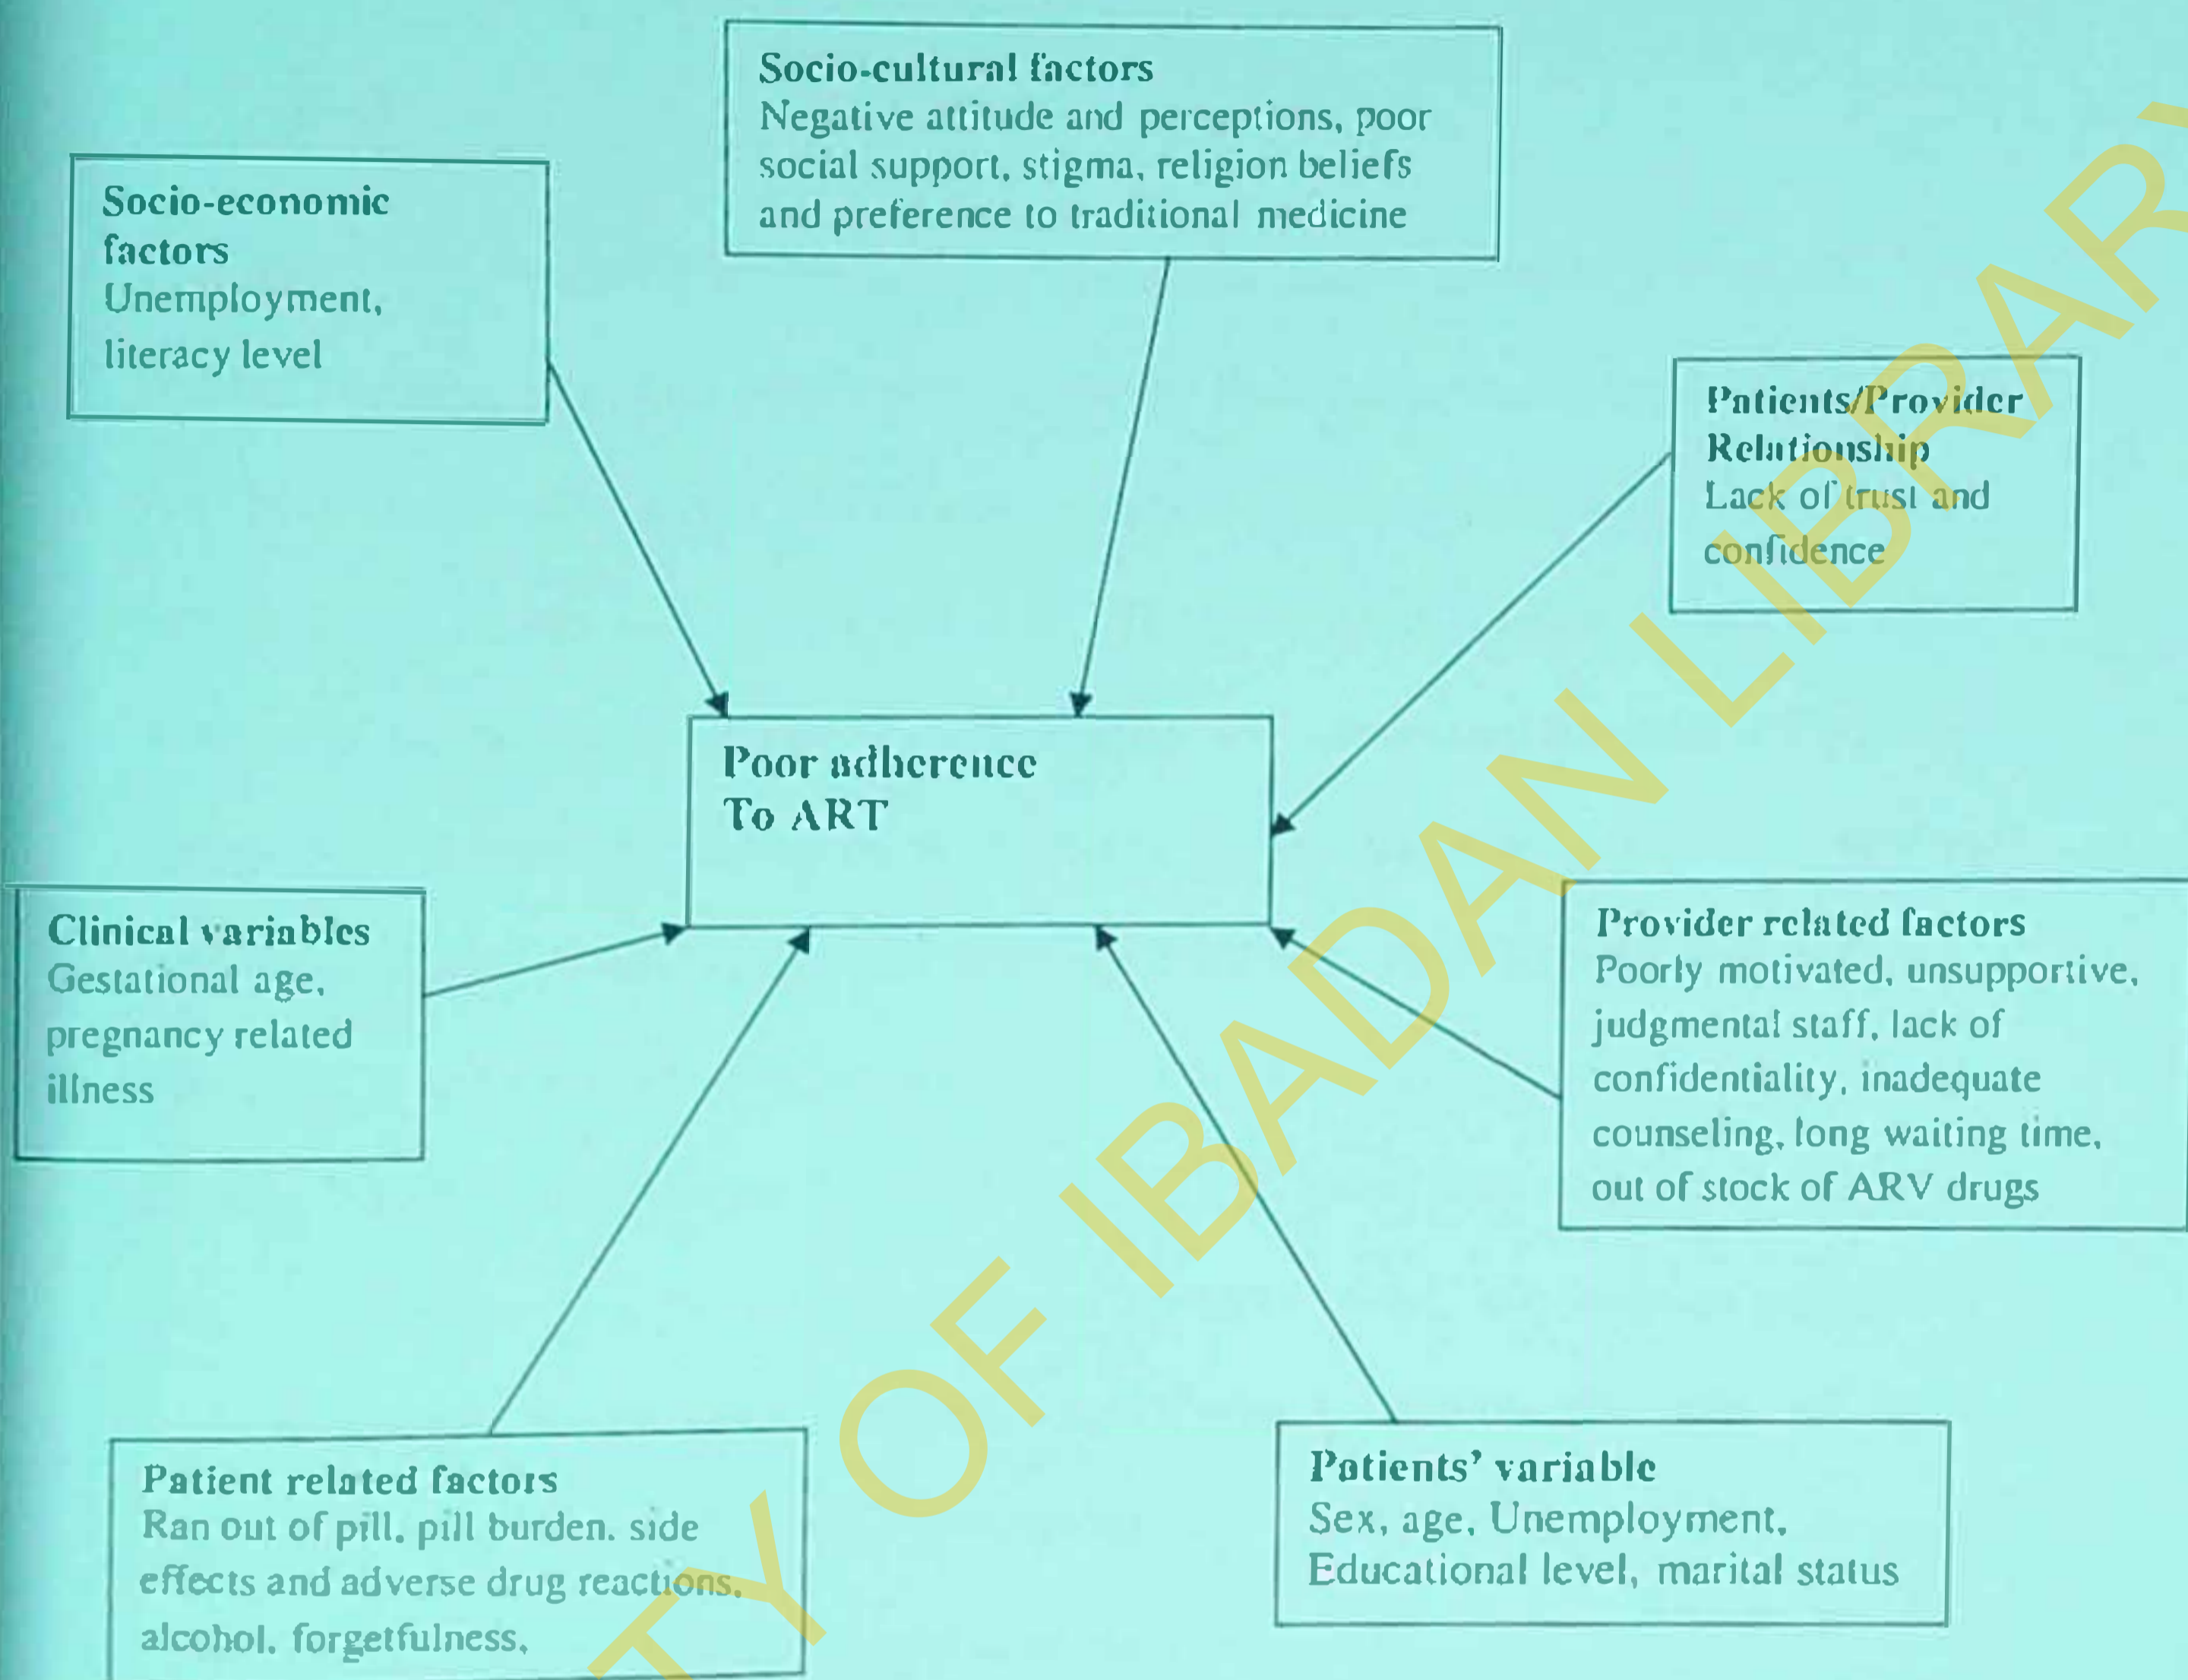 Socio-cultural factors
Negative attitude and perceptions, poor
social support, stigma, religion beliefs
and preference to traditional medicine
Socio-economic
factors
Unemployment,
literacy level
Patients/Provider
Relationship
Lack of trust and
confidence
Poor adherence
To ART
Clinical variables
Gestational age,
pregnancy related
illness
Provider related factors
Poorly motivated, unsupportive,
judgmental staff, lack of
confidentiality, inadequate
counseling, long waiting time,
out of stock of ARV drugs
Patient related factors
Ran out of pill, pill burden, side
effects and adverse drug reactions,
alcohol, forgetfulness,
Patients' variable
Sex, age, Unemployment,
Educational level, marital status
TY OF IBADAN LIBRARY